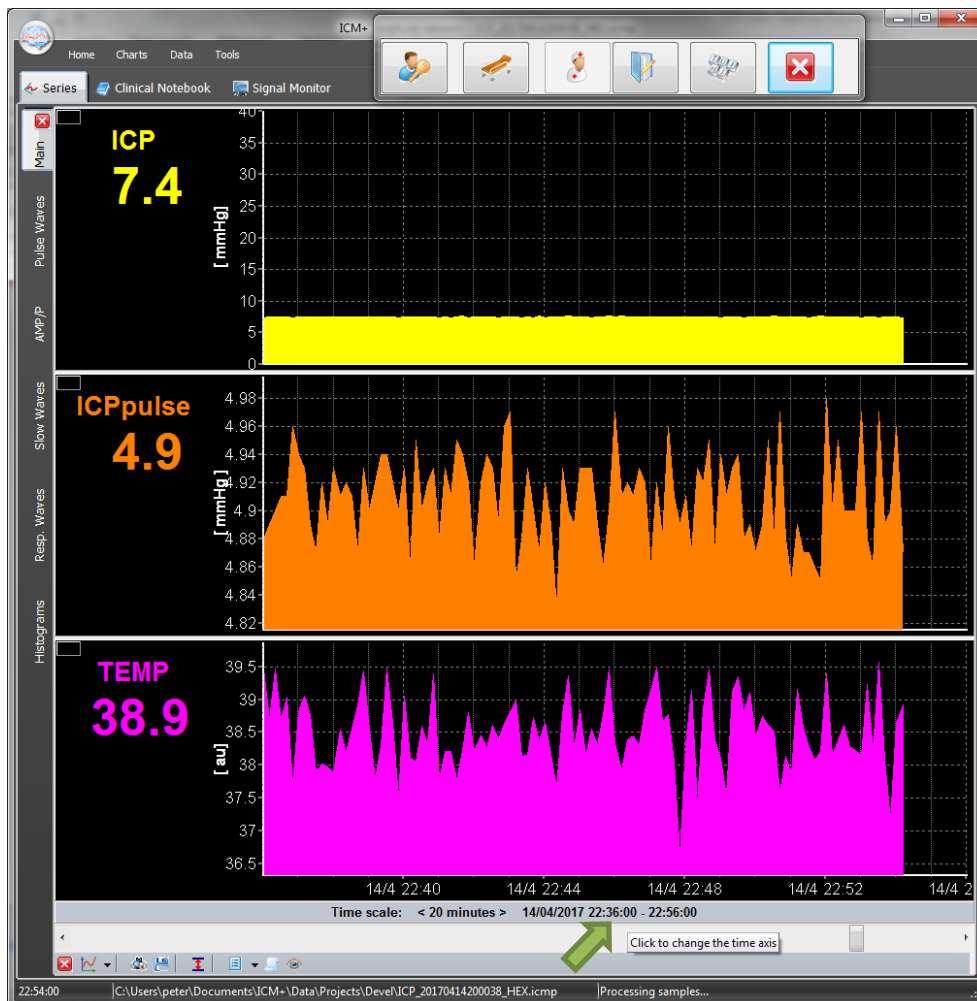 ICM+
Home Charts Data Tools
Series Clinical Notebook Signal Monitor
Main
Pulse Waves
AMP/P
Slow Waves
Resp. Waves
Histograms
ICP
7.4
[ mmHg ]
40
35
30
25
20
15
10
5
0
ICPpulse
4.9
[ mmHg ]
4.98
4.96
4.94
4.92
4.9
4.88
4.86
4.84
4.82
TEMP
38.9
[ au ]
39.5
39
38.5
38
37.5
37
36.5
14/4 22:40 14/4 22:44 14/4 22:48 14/4 22:52 14/4 2
Time scale: < 20 minutes > 14/04/2017 22:36:00 - 22:56:00
Click to change the time axis
22:54:00 C:\Users\peter\Documents\ICM+\Data\Projects\Devel\ICP_20170414200038_HEX.icmp Processing samples...